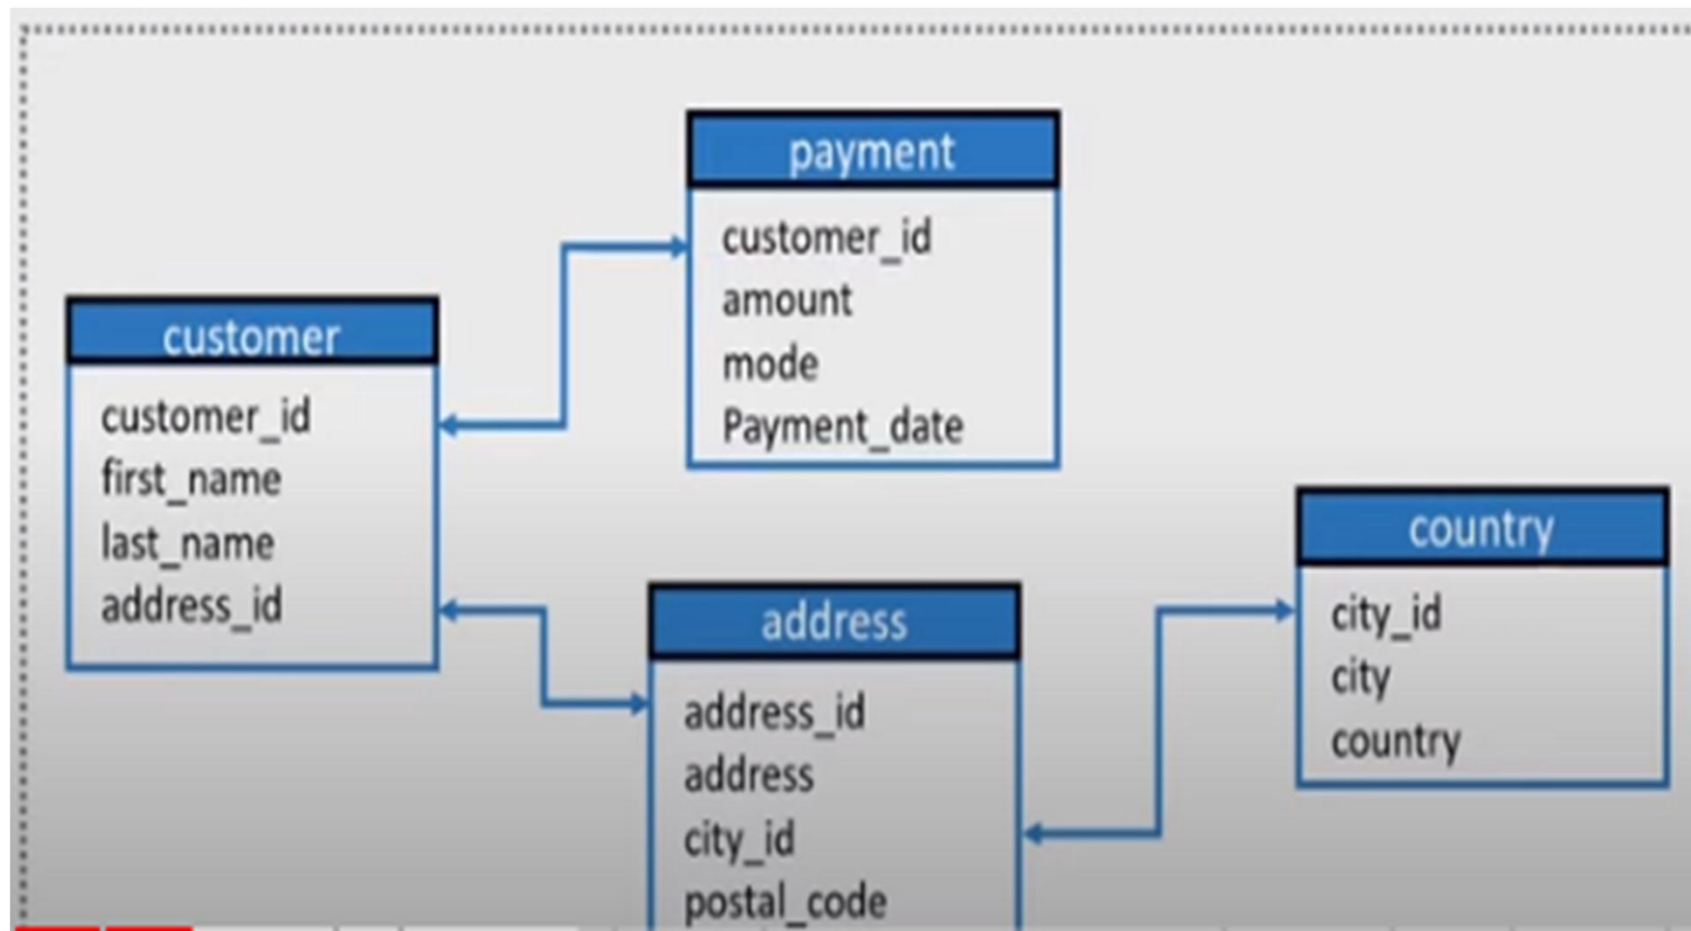 payment
customer_id
amount
mode
Payment_date
customer
customer_id
first_name
last_name
address_id
address
address_id
address
city_id
postal_code
country
city_id
city
country